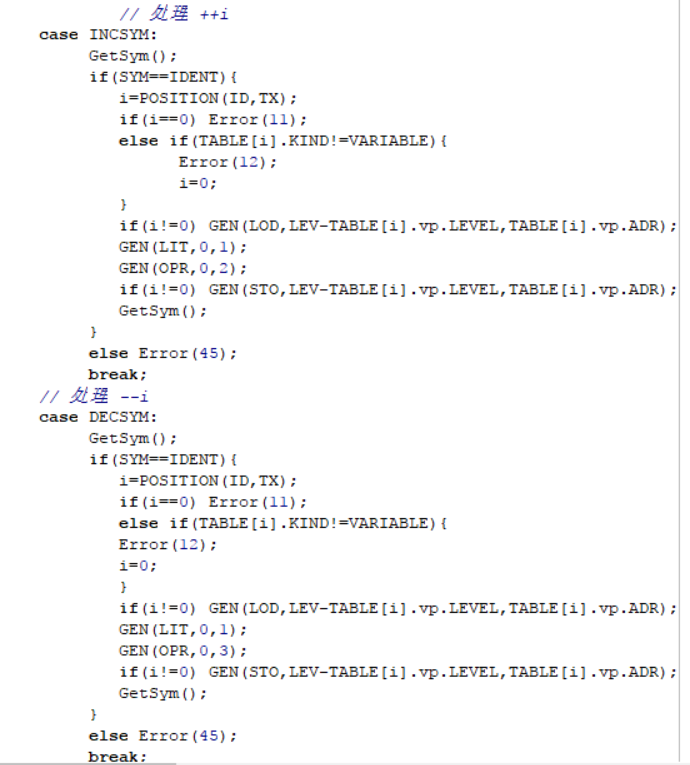 // 处理 ++i
case INCSYM:
GetSym();
if(SYM==IDENT){
i=POSITION(ID,TX);
if(i==0) Error(11);
else if(TABLE[i].KIND!=VARIABLE){
Error(12);
i=0;
}
if(i!=0) GEN(LOD,LEV-TABLE[i].vp.LEVEL,TABLE[i].vp.ADR);
GEN(LIT,0,1);
GEN(OPR,0,2);
if(i!=0) GEN(STO,LEV-TABLE[i].vp.LEVEL,TABLE[i].vp.ADR);
GetSym();
}
else Error(45);
break;
// 处理 --i
case DECSYM:
GetSym();
if(SYM==IDENT){
i=POSITION(ID,TX);
if(i==0) Error(11);
else if(TABLE[i].KIND!=VARIABLE){
Error(12);
i=0;
}
if(i!=0) GEN(LOD,LEV-TABLE[i].vp.LEVEL,TABLE[i].vp.ADR);
GEN(LIT,0,1);
GEN(OPR,0,3);
if(i!=0) GEN(STO,LEV-TABLE[i].vp.LEVEL,TABLE[i].vp.ADR);
GetSym();
}
else Error(45);
break;